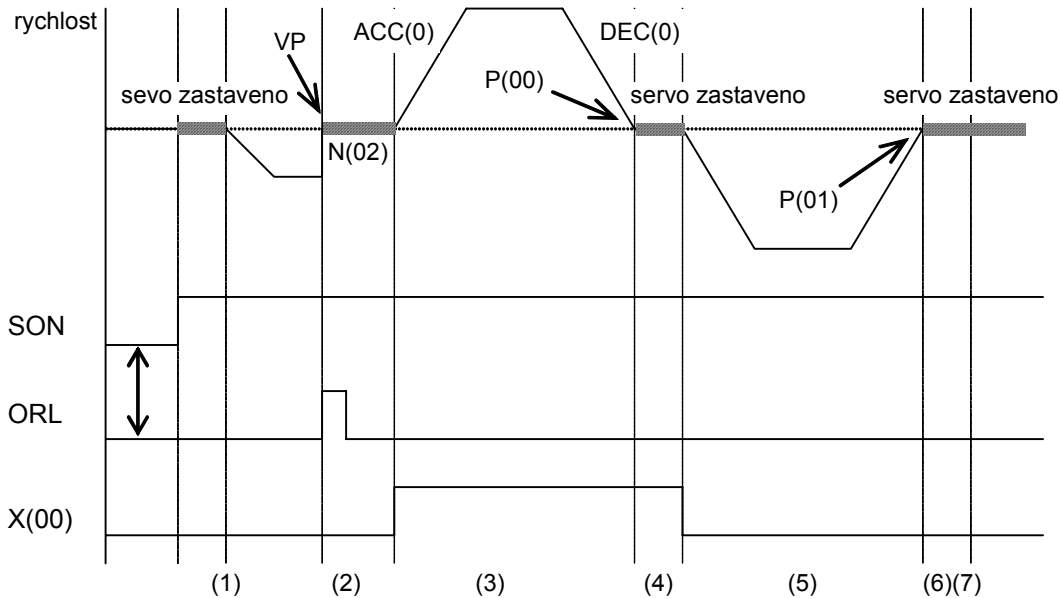 rychlost
VP
ACC(0)
DEC(0)
P(00)
sevo zastaveno
servo zastaveno
servo zastaveno
N(02)
P(01)
SON
ORL
X(00)
(1)
(2)
(3)
(4)
(5)
(6)(7)